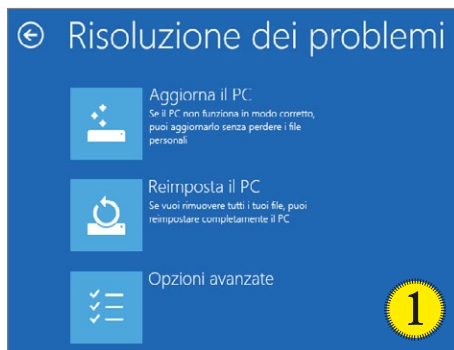 Risoluzione dei problemi
Aggiorna il PC
Se il PC non funziona in modo corretto,
puoi aggiornarlo senza perdere i file
personali
Reimposta il PC
Se vuoi rimuovere tutti i tuoi file, puoi
reimpostare completamente il PC
Opzioni avanzate
1